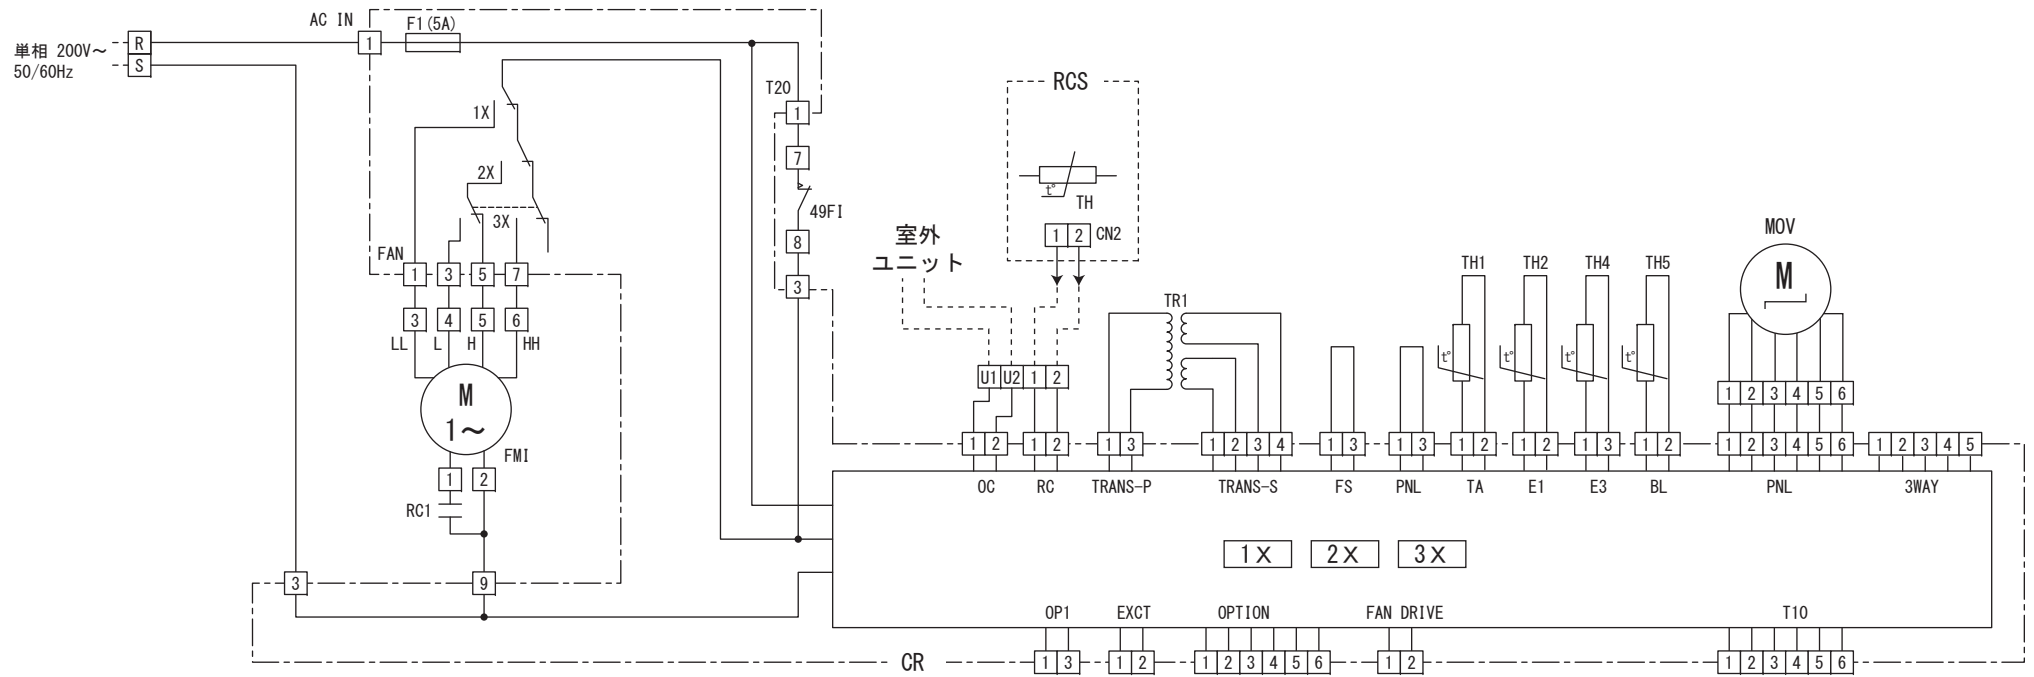 AC IN
F1(5A)
単相 200V～
50/60Hz
R
S
1
T20
1
7
49FI
8
3
1X
2X
3X
FAN
1 3 5 7
3 4 5 6
LL L H HH
M
1～
FMI
1 2
RC1
3
9
RCS
t°
TH
1 2 CN2
室外
ユニット
U1 U2 1 2
TR1
TH1 TH2 TH4 TH5
t° t° t° t°
MOV
M
1 2 3 4 5 6
1 2
1 2
1 3
1 2 3 4
1 3
1 3
1 2
1 2
1 3
1 2
1 2 3 4 5 6
1 2 3 4 5
OC RC TRANS-P TRANS-S FS PNL TA E1 E3 BL PNL 3WAY
1X 2X 3X
OP1 EXCT OPTION FAN DRIVE T10
CR
1 3
1 2
1 2 3 4 5 6
1 2
1 2 3 4 5 6